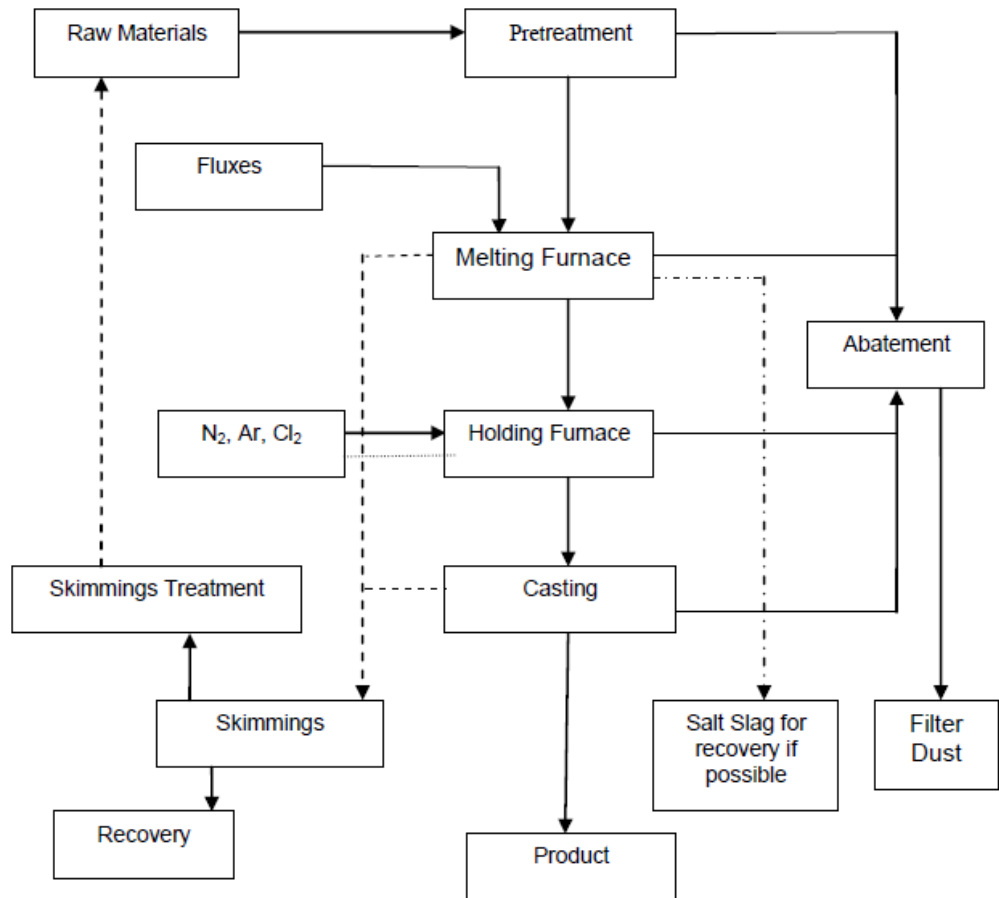 Raw Materials
Pretreatment
Fluxes
Melting Furnace
Abatement
N₂, Ar, Cl₂
Holding Furnace
Skimmings Treatment
Casting
Skimmings
Salt Slag for
recovery if
possible
Filter
Dust
Recovery
Product